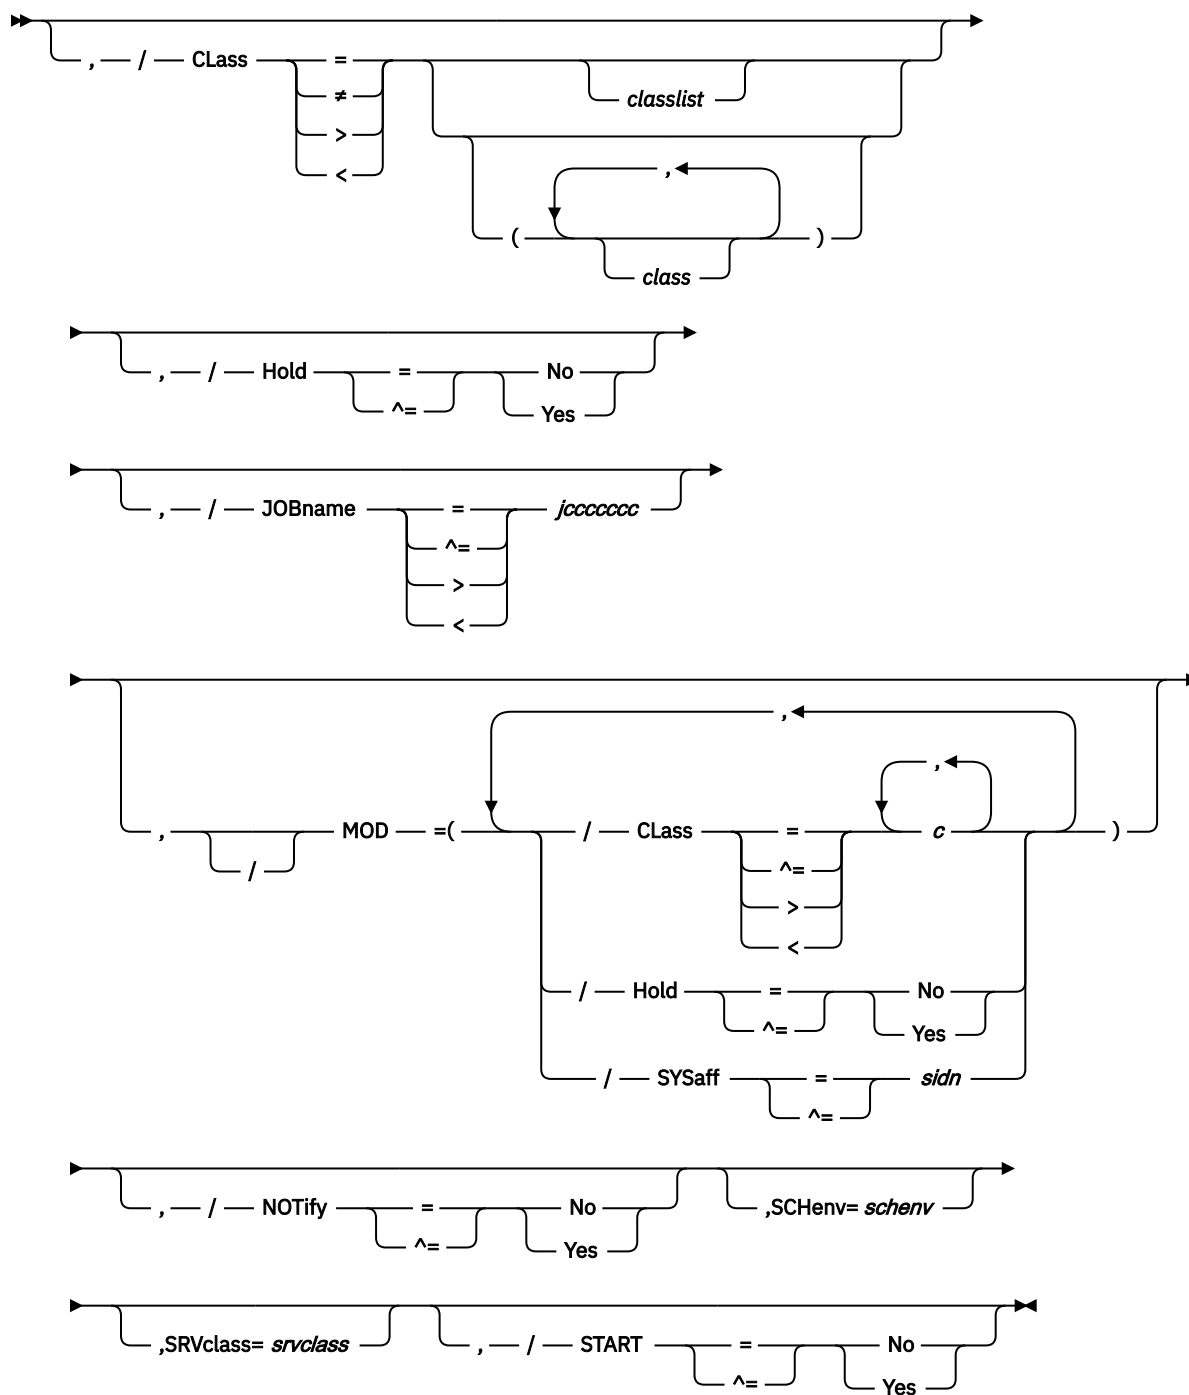 , / CLass =
≠
>
<
classlist
,
( class )
, / Hold = No
^= Yes
, / JOBname = jccccccc
^=
>
<
, / MOD =( / CLass = c )
,
,
^=
>
<
/ Hold = No
^= Yes
/ SYSaff = sidn
^=
, / NOTify = No
^= Yes
,SCHenv= schenv
,SRVclass= srvclass
, / START = No
^= Yes